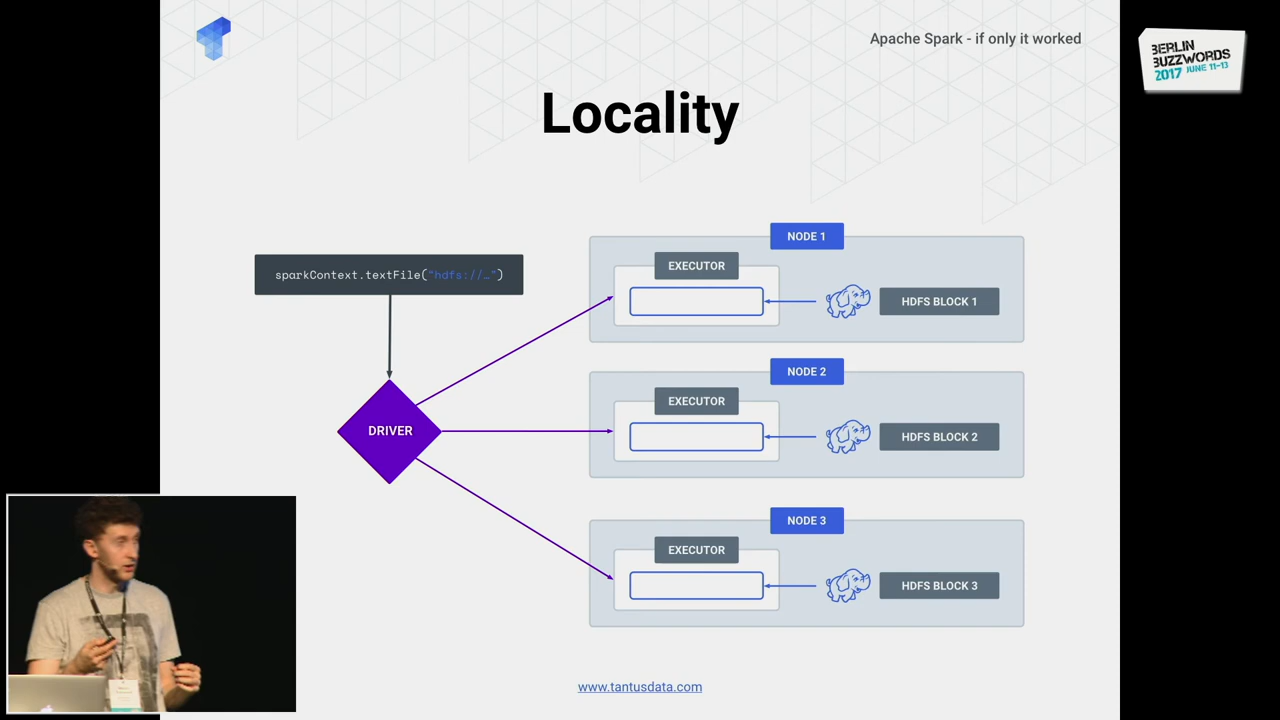 Apache Spark - if only it worked
BERLIN
BUZZWORDS
2017 JUNE 11-13
Locality
sparkContext.textFile("hdfs://…")
DRIVER
NODE 1
EXECUTOR
HDFS BLOCK 1
NODE 2
EXECUTOR
HDFS BLOCK 2
NODE 3
EXECUTOR
HDFS BLOCK 3
www.tantusdata.com